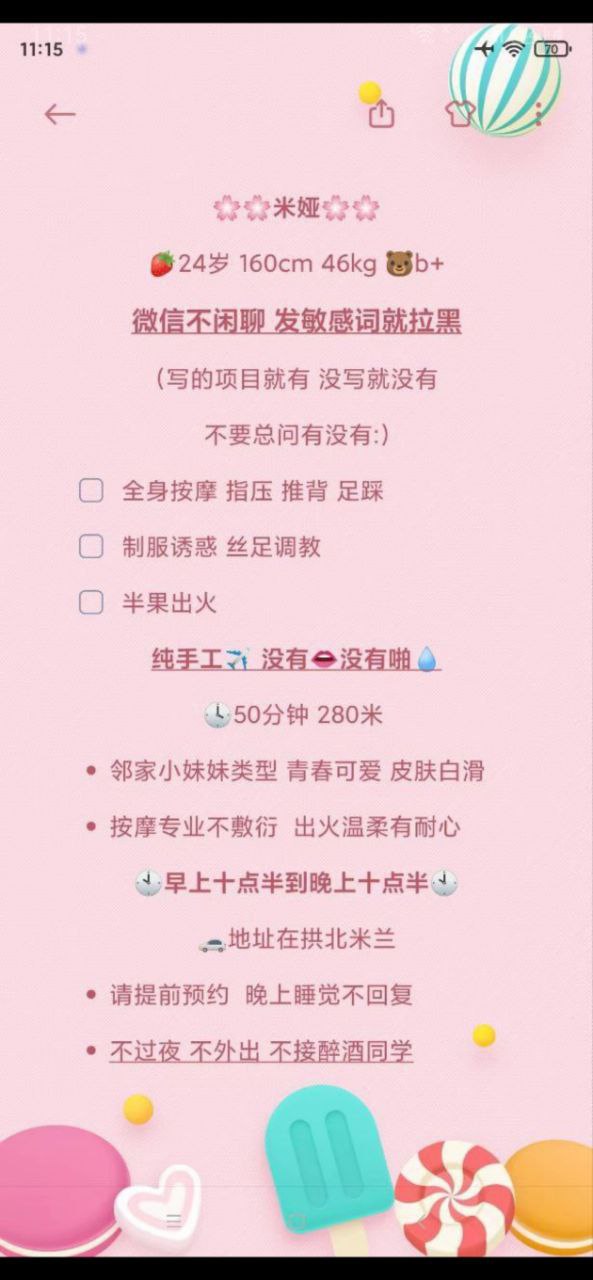 11:15
70
🌸🌸米娅🌸🌸
🍓24岁 160cm 46kg 🐻b+
微信不闲聊 发敏感词就拉黑
（写的项目就有 没写就没有
不要总问有没有:）
全身按摩 指压 推背 足踩
制服诱惑 丝足调教
半果出火
纯手工✈️ 没有👄没有啪💧
🕓50分钟 280米
• 邻家小妹妹类型 青春可爱 皮肤白滑
• 按摩专业不敷衍 出火温柔有耐心
🕙早上十点半到晚上十点半🕙
🚗地址在拱北米兰
• 请提前预约 晚上睡觉不回复
• 不过夜 不外出 不接醉酒同学